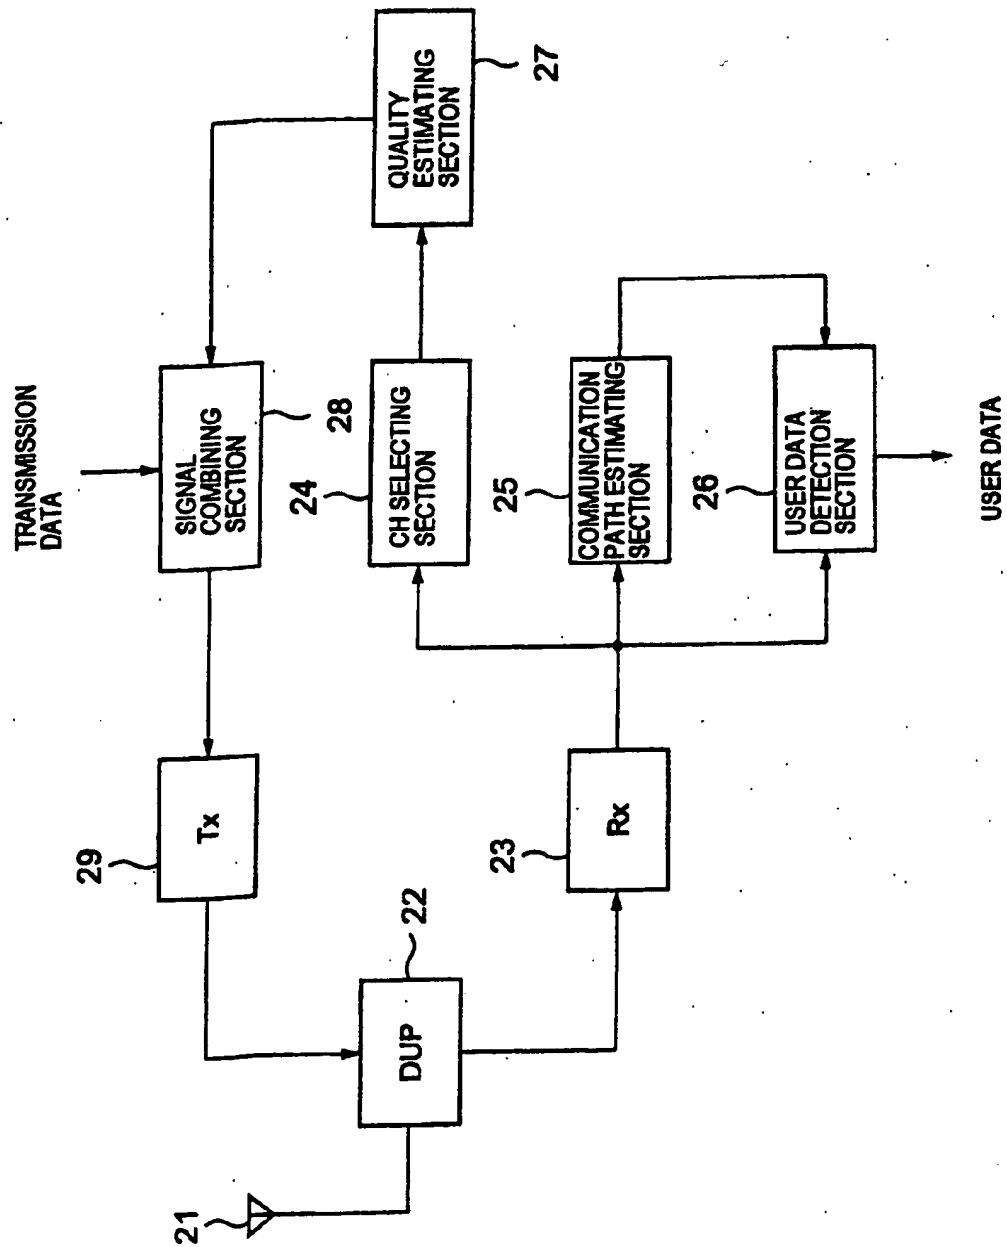 TRANSMISSION
DATA
29
Tx
SIGNAL
COMBINING
SECTION
28
21
22
DUP
24
CH SELECTING
SECTION
QUALITY
ESTIMATING
SECTION
27
23
Rx
25
COMMUNICATION
PATH ESTIMATING
SECTION
26
USER DATA
DETECTION
SECTION
USER DATA